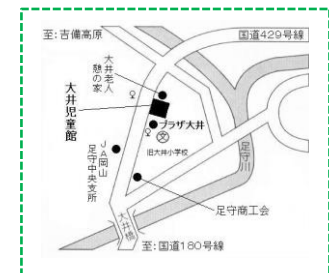 至:吉備高原
国道429号線
大井老人
憩の家
大井児童館
プラザ大井
文
旧大井小学校
JA岡山
足守中央支所
足守川
足守商工会
大井橋
至:国道180号線